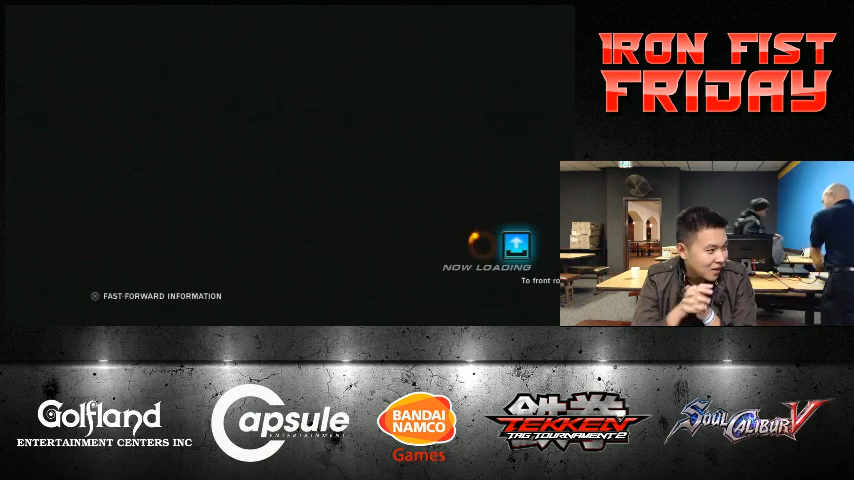 IRON FIST
FRIDAY
NOW LOADING
To front ro
FAST-FORWARD INFORMATION
Golfland
ENTERTAINMENT CENTERS INC
Capsule
ENTERTAINMENT
BANDAI
NAMCO
Games
TEKKEN
TAG TOURNAMENT 2
SOUL CALIBUR V